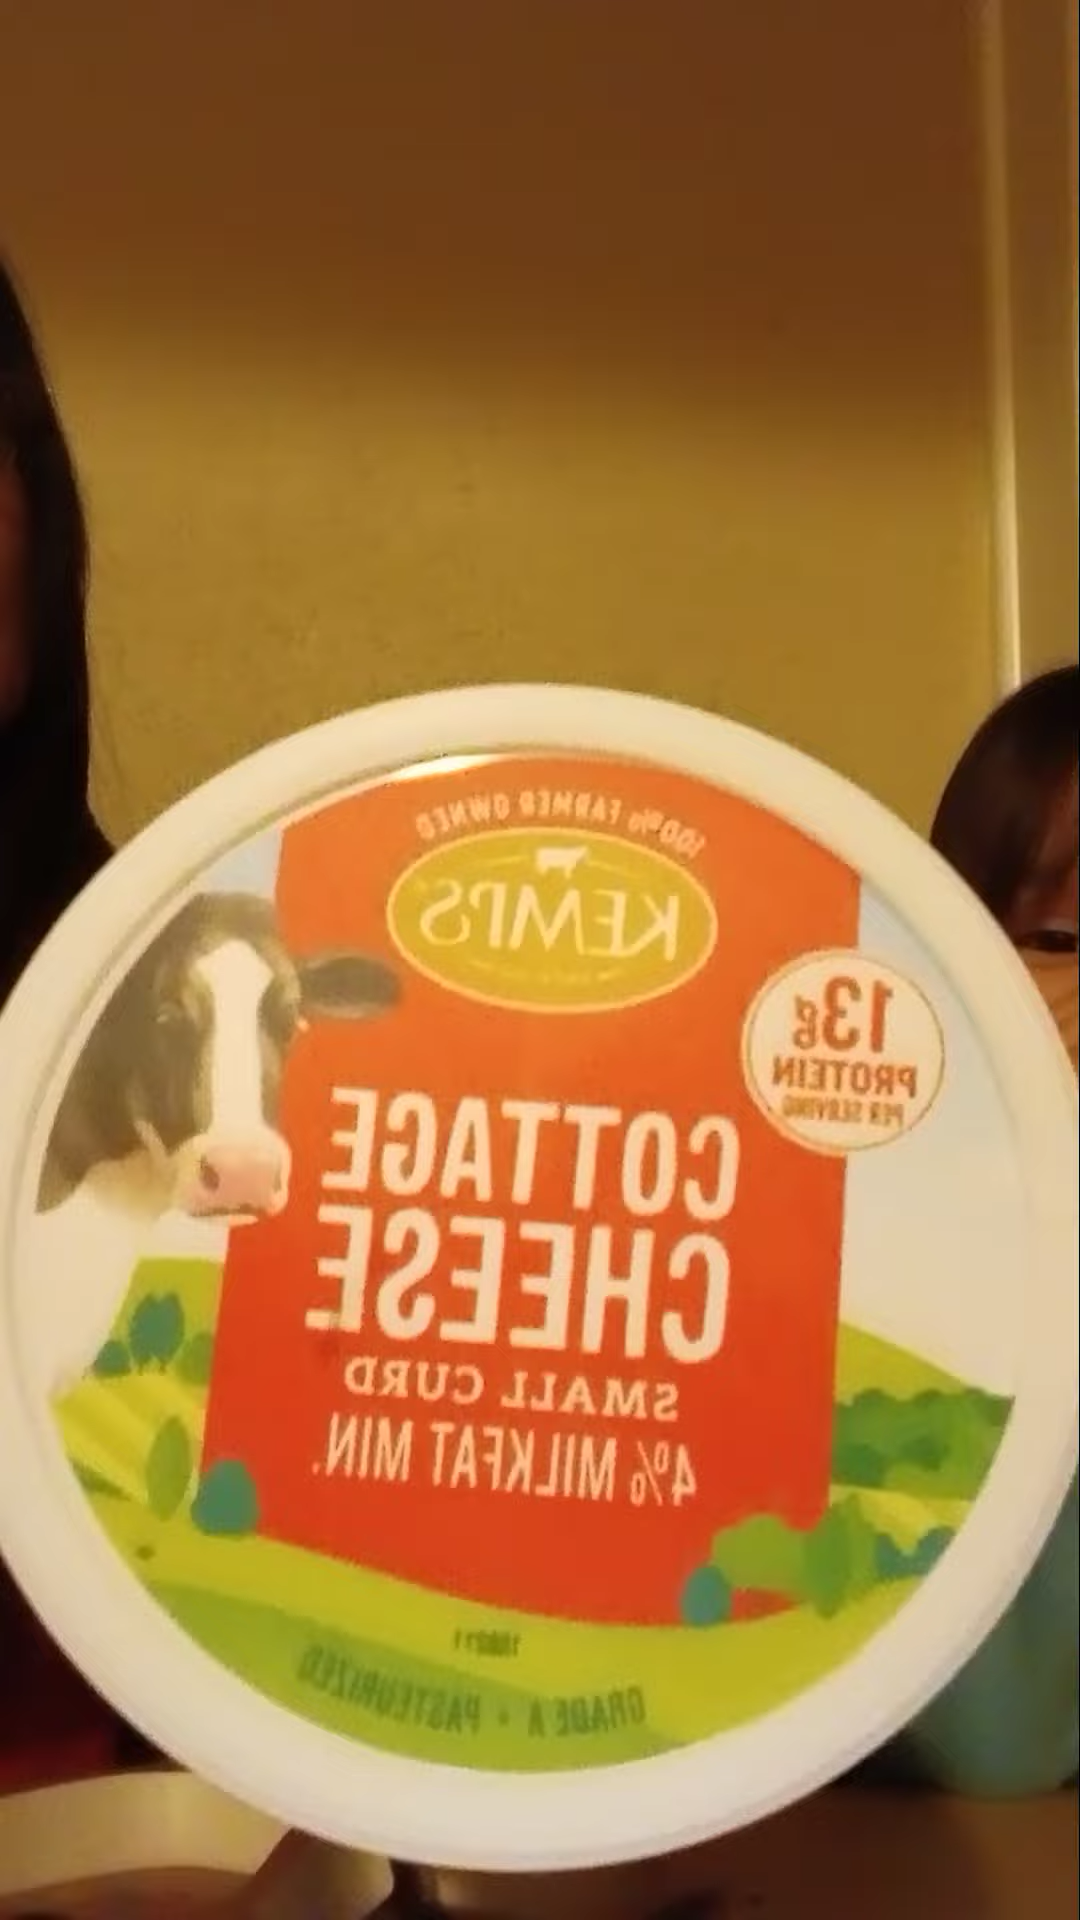 100% FARMER OWNED
KEMPS
13g
PROTEIN
PER SERVING
COTTAGE
CHEESE
SMALL CURD
4% MILKFAT MIN.
GRADE A • PASTEURIZED